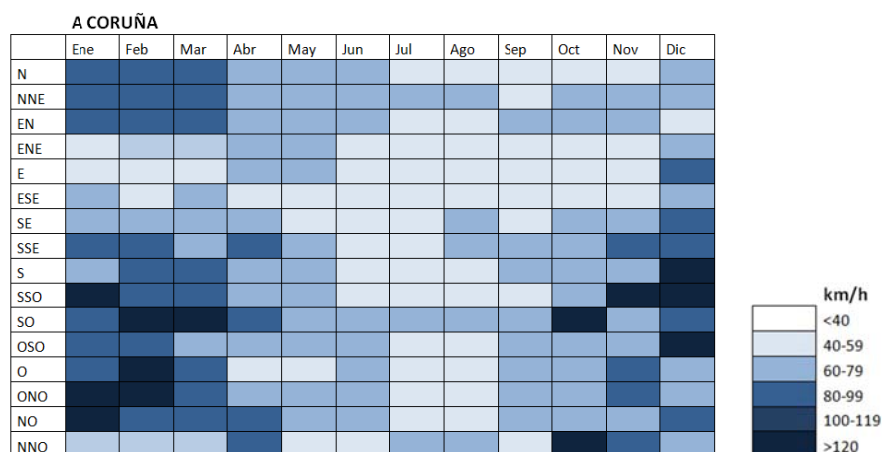 A CORUÑA
Ene Feb Mar Abr May Jun Jul Ago Sep Oct Nov Dic
N
NNE
EN
ENE
E
ESE
SE
SSE
S
SSO
SO
OSO
O
ONO
NO
NNO
km/h
<40
40-59
60-79
80-99
100-119
>120